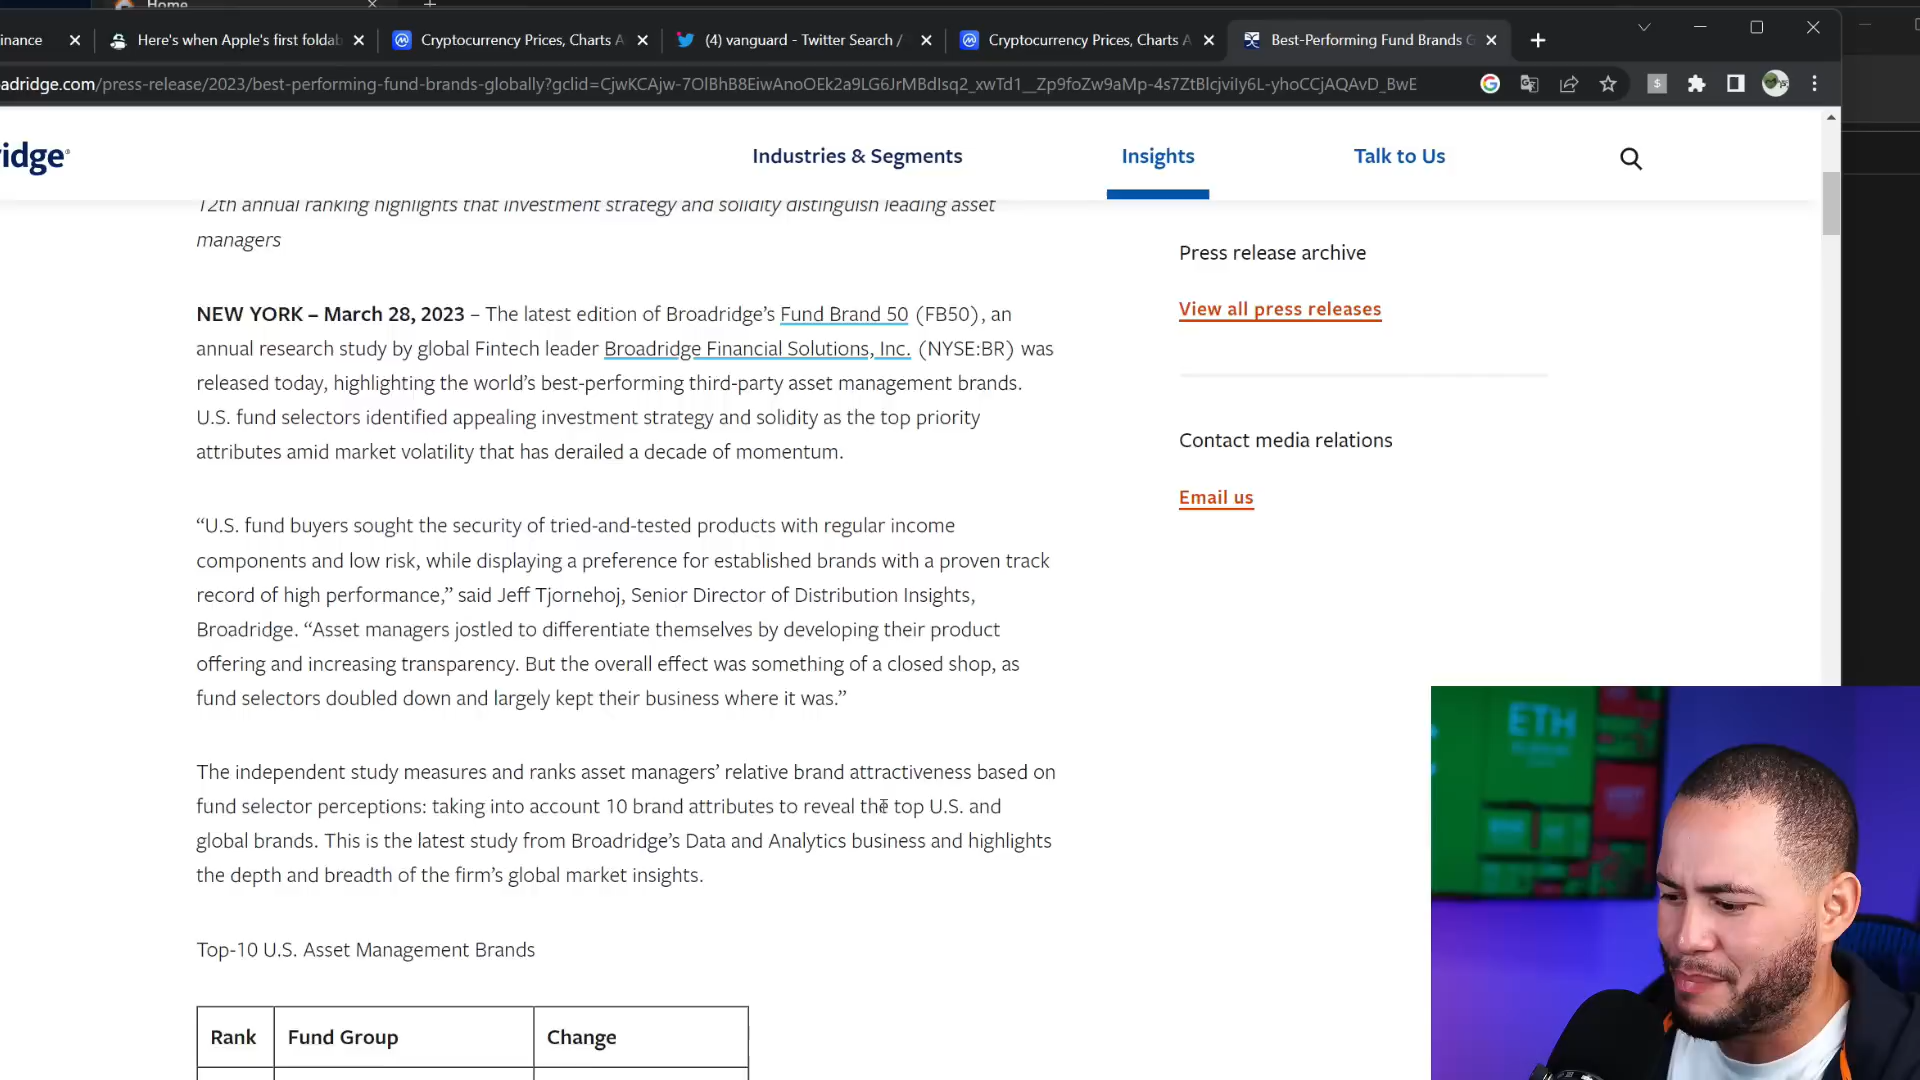 Home
inance
Here's when Apple's first foldab
Cryptocurrency Prices, Charts A
(4) vanguard - Twitter Search /
Cryptocurrency Prices, Charts A
Best-Performing Fund Brands G
adridge.com/press-release/2023/best-performing-fund-brands-globally?gclid=CjwKCAjw-7OlBhB8EiwAnoOEk2a9LG6JrMBdIsq2_xwTd1__Zp9foZw9aMp-4s7ZtBlcjviIy6L-yhoCCjAQAvD_BwE
idge
Industries & Segments
Insights
Talk to Us
12th annual ranking highlights that investment strategy and solidity distinguish leading asset
managers
NEW YORK – March 28, 2023 – The latest edition of Broadridge’s Fund Brand 50 (FB50), an
annual research study by global Fintech leader Broadridge Financial Solutions, Inc. (NYSE:BR) was
released today, highlighting the world’s best-performing third-party asset management brands.
U.S. fund selectors identified appealing investment strategy and solidity as the top priority
attributes amid market volatility that has derailed a decade of momentum.
“U.S. fund buyers sought the security of tried-and-tested products with regular income
components and low risk, while displaying a preference for established brands with a proven track
record of high performance,” said Jeff Tjornehoj, Senior Director of Distribution Insights,
Broadridge. “Asset managers jostled to differentiate themselves by developing their product
offering and increasing transparency. But the overall effect was something of a closed shop, as
fund selectors doubled down and largely kept their business where it was.”
The independent study measures and ranks asset managers’ relative brand attractiveness based on
fund selector perceptions: taking into account 10 brand attributes to reveal the top U.S. and
global brands. This is the latest study from Broadridge’s Data and Analytics business and highlights
the depth and breadth of the firm’s global market insights.
Top-10 U.S. Asset Management Brands
Rank
Fund Group
Change
Press release archive
View all press releases
Contact media relations
Email us
ETH